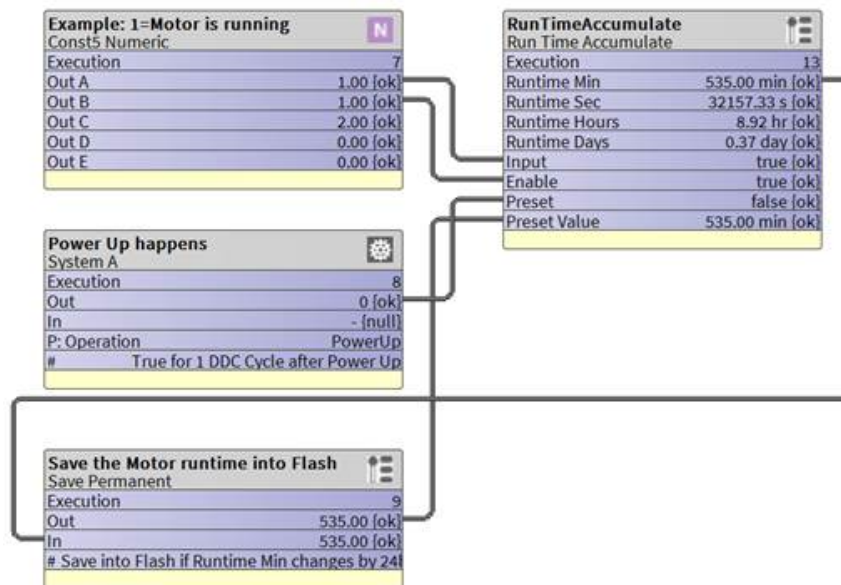 Example: 1=Motor is running
N
Const5 Numeric
Execution 7
Out A 1.00 {ok}
Out B 1.00 {ok}
Out C 2.00 {ok}
Out D 0.00 {ok}
Out E 0.00 {ok}
RunTimeAccumulate
Run Time Accumulate
Execution 13
Runtime Min 535.00 min {ok}
Runtime Sec 32157.33 s {ok}
Runtime Hours 8.92 hr {ok}
Runtime Days 0.37 day {ok}
Input true {ok}
Enable true {ok}
Preset false {ok}
Preset Value 535.00 min {ok}
Power Up happens
System A
Execution 8
Out 0 {ok}
In - {null}
P: Operation PowerUp
# True for 1 DDC Cycle after Power Up
Save the Motor runtime into Flash
Save Permanent
Execution 9
Out 535.00 {ok}
In 535.00 {ok}
# Save into Flash if Runtime Min changes by 24